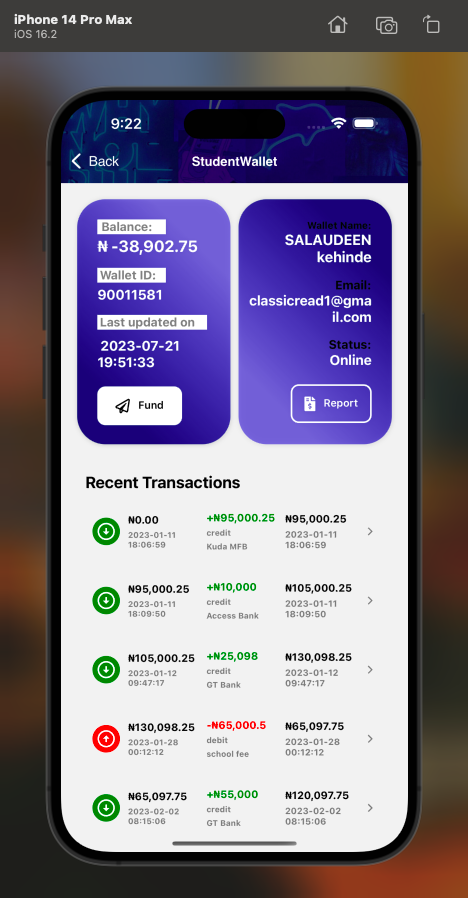 iPhone 14 Pro Max
iOS 16.2
9:22
Back
StudentWallet
Balance:
₦ -38,902.75
Wallet ID:
90011581
Last updated on
2023-07-21
19:51:33
Fund
Wallet Name:
SALAUDEEN
kehinde
Email:
classicread1@gma
il.com
Status:
Online
Report
Recent Transactions
₦0.00 +₦95,000.25 ₦95,000.25
2023-01-11 credit 2023-01-11
18:06:59 Kuda MFB 18:06:59
₦95,000.25 +₦10,000 ₦105,000.25
2023-01-11 credit 2023-01-11
18:09:50 Access Bank 18:09:50
₦105,000.25 +₦25,098 ₦130,098.25
2023-01-12 credit 2023-01-12
09:47:17 GT Bank 09:47:17
₦130,098.25 -₦65,000.5 ₦65,097.75
2023-01-28 debit 2023-01-28
00:12:12 school fee 00:12:12
₦65,097.75 +₦55,000 ₦120,097.75
2023-02-02 credit 2023-02-02
08:15:06 GT Bank 08:15:06